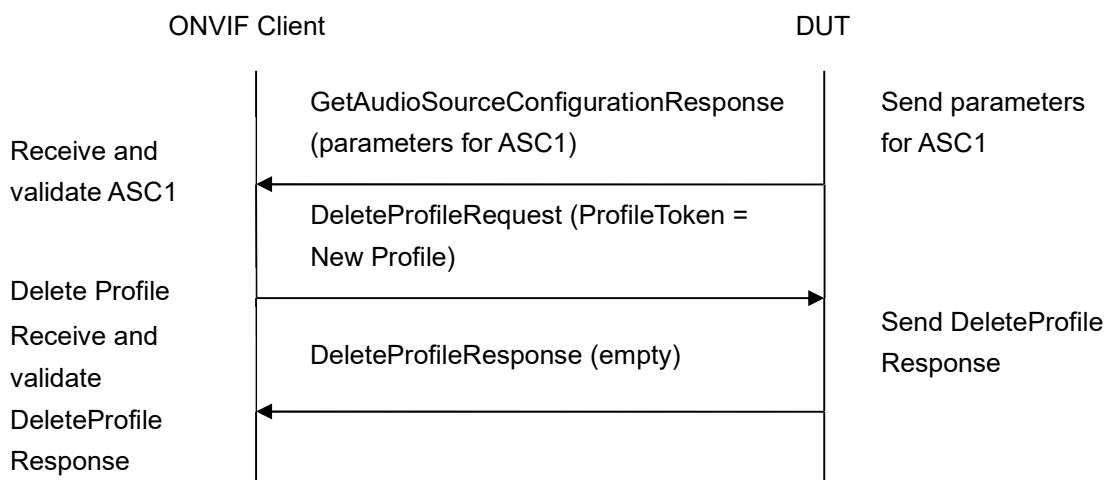 ONVIF Client
DUT
GetAudioSourceConfigurationResponse
(parameters for ASC1)
Send parameters
for ASC1
Receive and
validate ASC1
DeleteProfileRequest (ProfileToken =
New Profile)
Delete Profile
Receive and
validate
DeleteProfile
Response
DeleteProfileResponse (empty)
Send DeleteProfile
Response